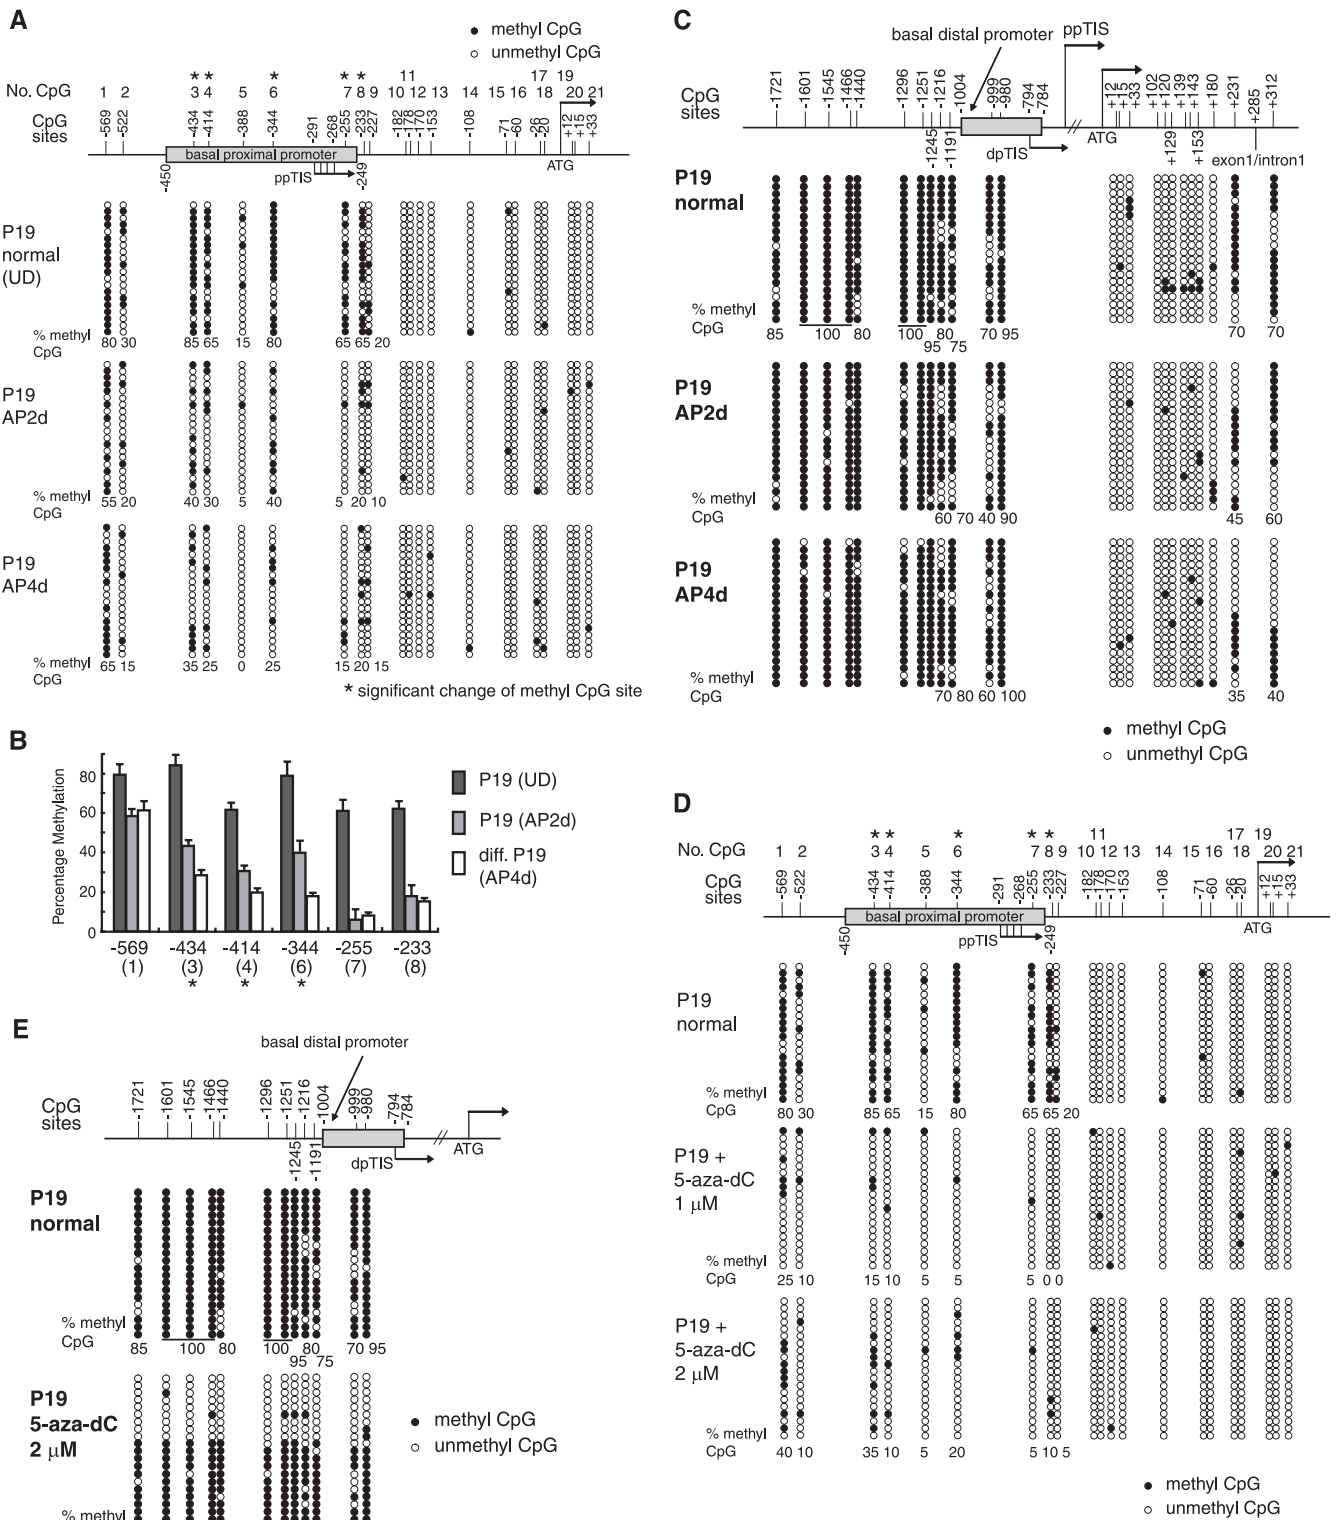 A
methyl CpG
unmethyl CpG
* * * * *
No. CpG 1 2 3 4 5 6 7 8 9 10 11 12 13 14 15 16 17 18 19 20 21
CpG sites -569 -522 -434 -414 -388 -344 -291 -268 -255 -233 -227 -182 -178 -170 -153 -108 -71 -60 -26 -20 +12 +15 +33
basal proximal promoter
-450 ppTIS -249 ATG
P19
normal
(UD)
% methyl
CpG
80 30 85 65 15 80 65 65 20
P19
AP2d
% methyl
CpG
55 20 40 30 5 40 5 20 10
P19
AP4d
% methyl
CpG
65 15 35 25 0 25 15 20 15
* significant change of methyl CpG site
B
Percentage Methylation
80
60
40
20
0
-569 -434 -414 -344 -255 -233
(1) (3) (4) (6) (7) (8)
* * *
P19 (UD)
P19 (AP2d)
diff. P19
(AP4d)
C
basal distal promoter
ppTIS
CpG
sites
-1721 -1601 -1545 -1466 -1440 -1296 -1251 -1216 -1004 -999 -980 -794 -784 +12 +15 +33 +102 +120 +139 +143 +180 +231 +285 +312
-1245 -1191 dpTIS ATG +129 +153 exon1/intron1
P19
normal
% methyl
CpG
85 100 80 100 80 70 95 70 70
95 75
P19
AP2d
% methyl
CpG
60 70 40 90 45 60
P19
AP4d
% methyl
CpG
70 80 60 100 35 40
methyl CpG
unmethyl CpG
D
* * * * *
No. CpG 1 2 3 4 5 6 7 8 9 10 11 12 13 14 15 16 17 18 19 20 21
CpG
sites
-569 -522 -434 -414 -388 -344 -291 -268 -255 -233 -227 -182 -178 -170 -153 -108 -71 -60 -26 -20 +12 +15 +33
basal proximal promoter
-450 ppTIS -249 ATG
P19
normal
% methyl
CpG
80 30 85 65 15 80 65 65 20
P19 +
5-aza-dC
1 µM
% methyl
CpG
25 10 15 10 5 5 5 0 0
P19 +
5-aza-dC
2 µM
% methyl
CpG
40 10 35 10 5 20 5 10 5
methyl CpG
unmethyl CpG
E
basal distal promoter
CpG
sites
-1721 -1601 -1545 -1466 -1440 -1296 -1251 -1216 -1004 -999 -980 -794 -784
-1245 -1191 dpTIS ATG
P19
normal
% methyl
CpG
85 100 80 100 80 70 95
95 75
P19
5-aza-dC
2 µM
methyl CpG
unmethyl CpG
% methyl